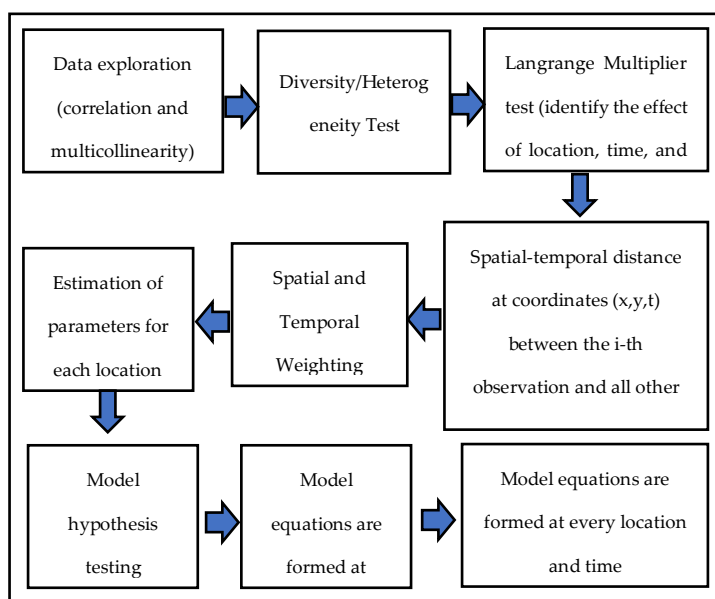 Data exploration
(correlation and
multicollinearity)
Diversity/Heterog
eneity Test
Langrange Multiplier
test (identify the effect
of location, time, and
Spatial-temporal distance
at coordinates (x,y,t)
between the i-th
observation and all other
Spatial and
Temporal
Weighting
Estimation of
parameters for
each location
Model
hypothesis
testing
Model
equations are
formed at
Model equations are
formed at every location
and time